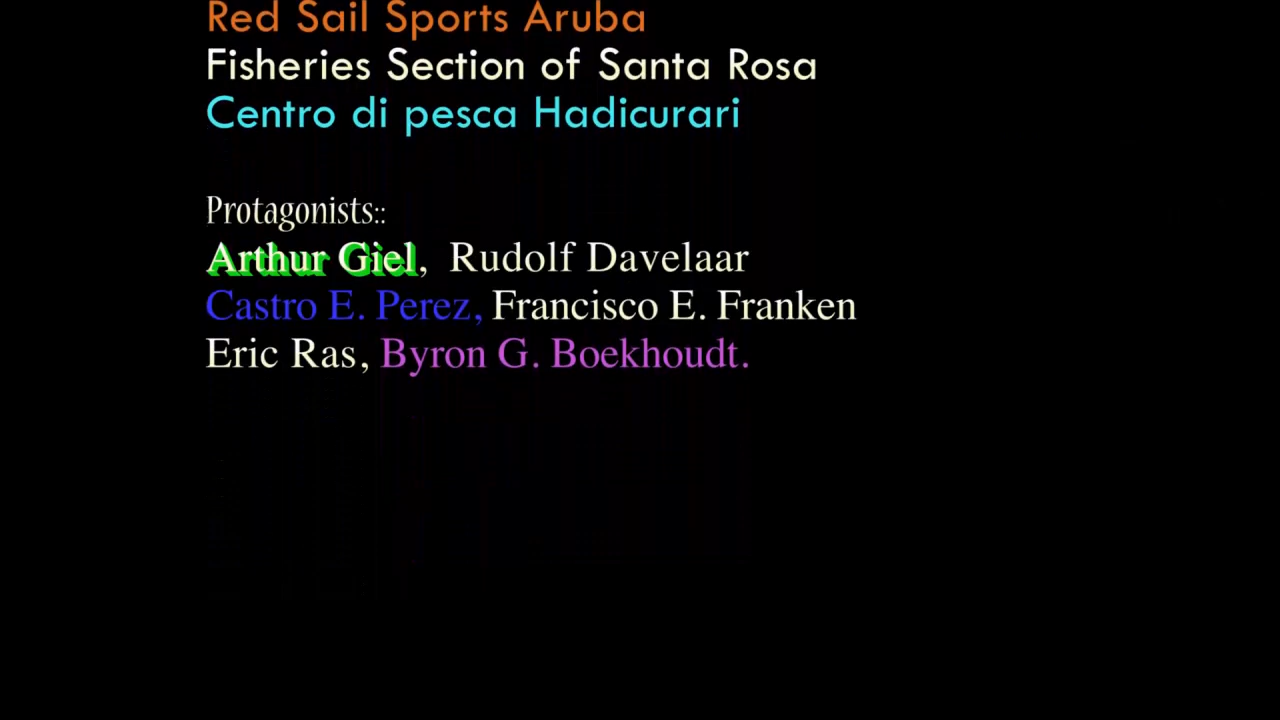 Red Sail Sports Aruba
Fisheries Section of Santa Rosa
Centro di pesca Hadicurari
Protagonists::
Arthur Giel, Rudolf Davelaar
Castro E. Perez, Francisco E. Franken
Eric Ras, Byron G. Boekhoudt.